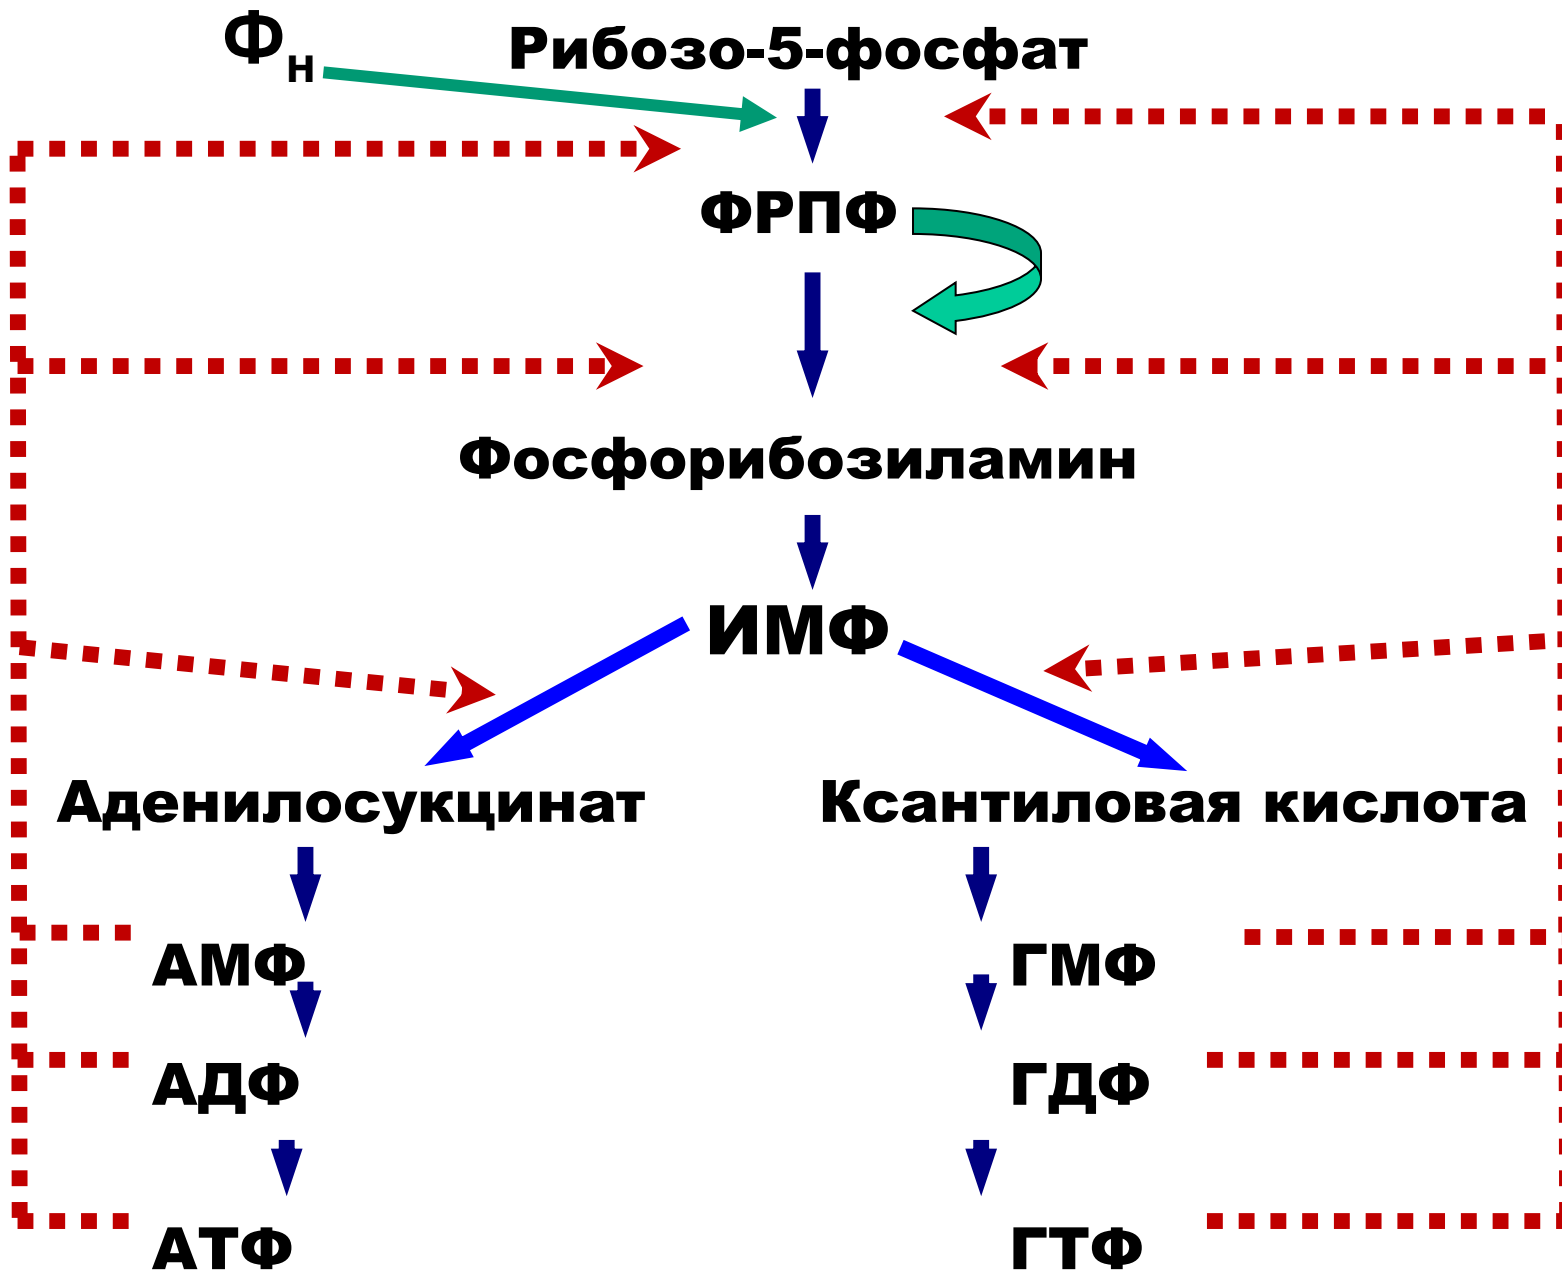 Фн
Рибозо-5-фосфат
ФРПФ
Фосфорибозиламин
ИМФ
Аденилосукцинат
Ксантиловая кислота
АМФ
ГМФ
АДФ
ГДФ
АТФ
ГТФ